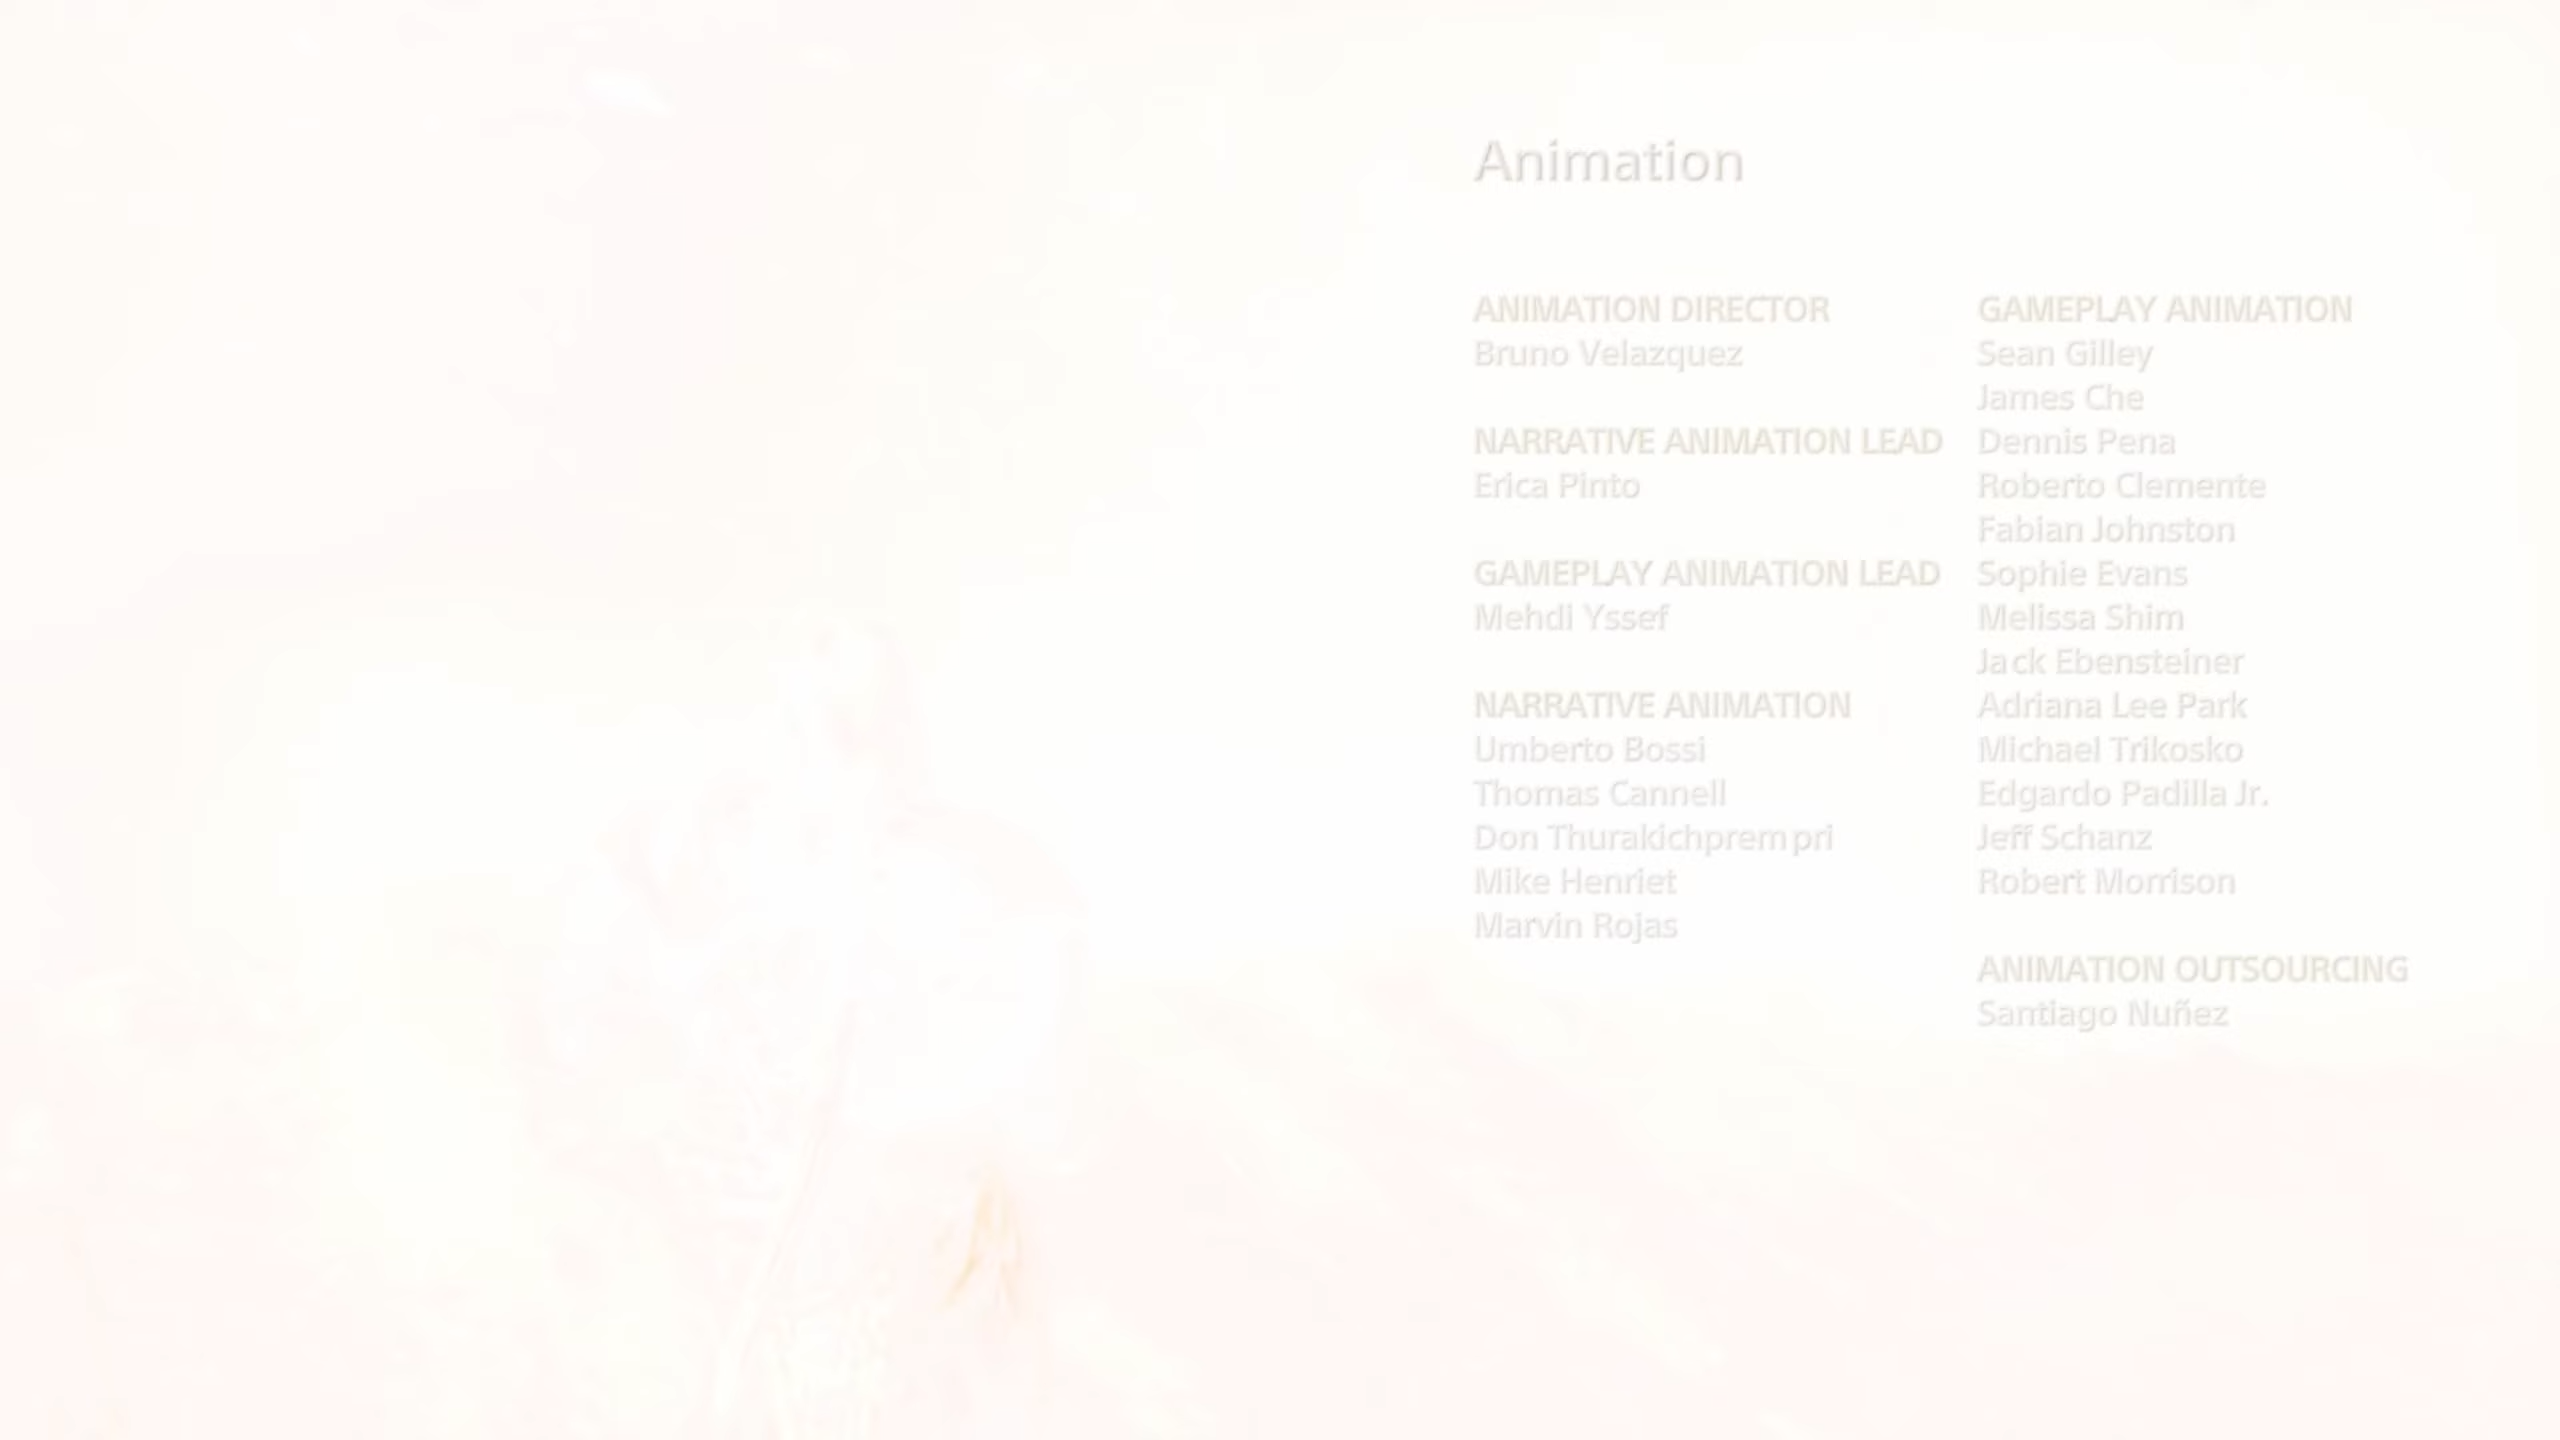 Animation
ANIMATION DIRECTOR
Bruno Velazquez
NARRATIVE ANIMATION LEAD
Erica Pinto
GAMEPLAY ANIMATION LEAD
Mehdi Yssef
NARRATIVE ANIMATION
Umberto Bossi
Thomas Cannell
Don Thurakichprempri
Mike Henriet
Marvin Rojas
GAMEPLAY ANIMATION
Sean Gilley
James Che
Dennis Pena
Roberto Clemente
Fabian Johnston
Sophie Evans
Melissa Shim
Jack Ebensteiner
Adriana Lee Park
Michael Trikosko
Edgardo Padilla Jr.
Jeff Schanz
Robert Morrison
ANIMATION OUTSOURCING
Santiago Nuñez